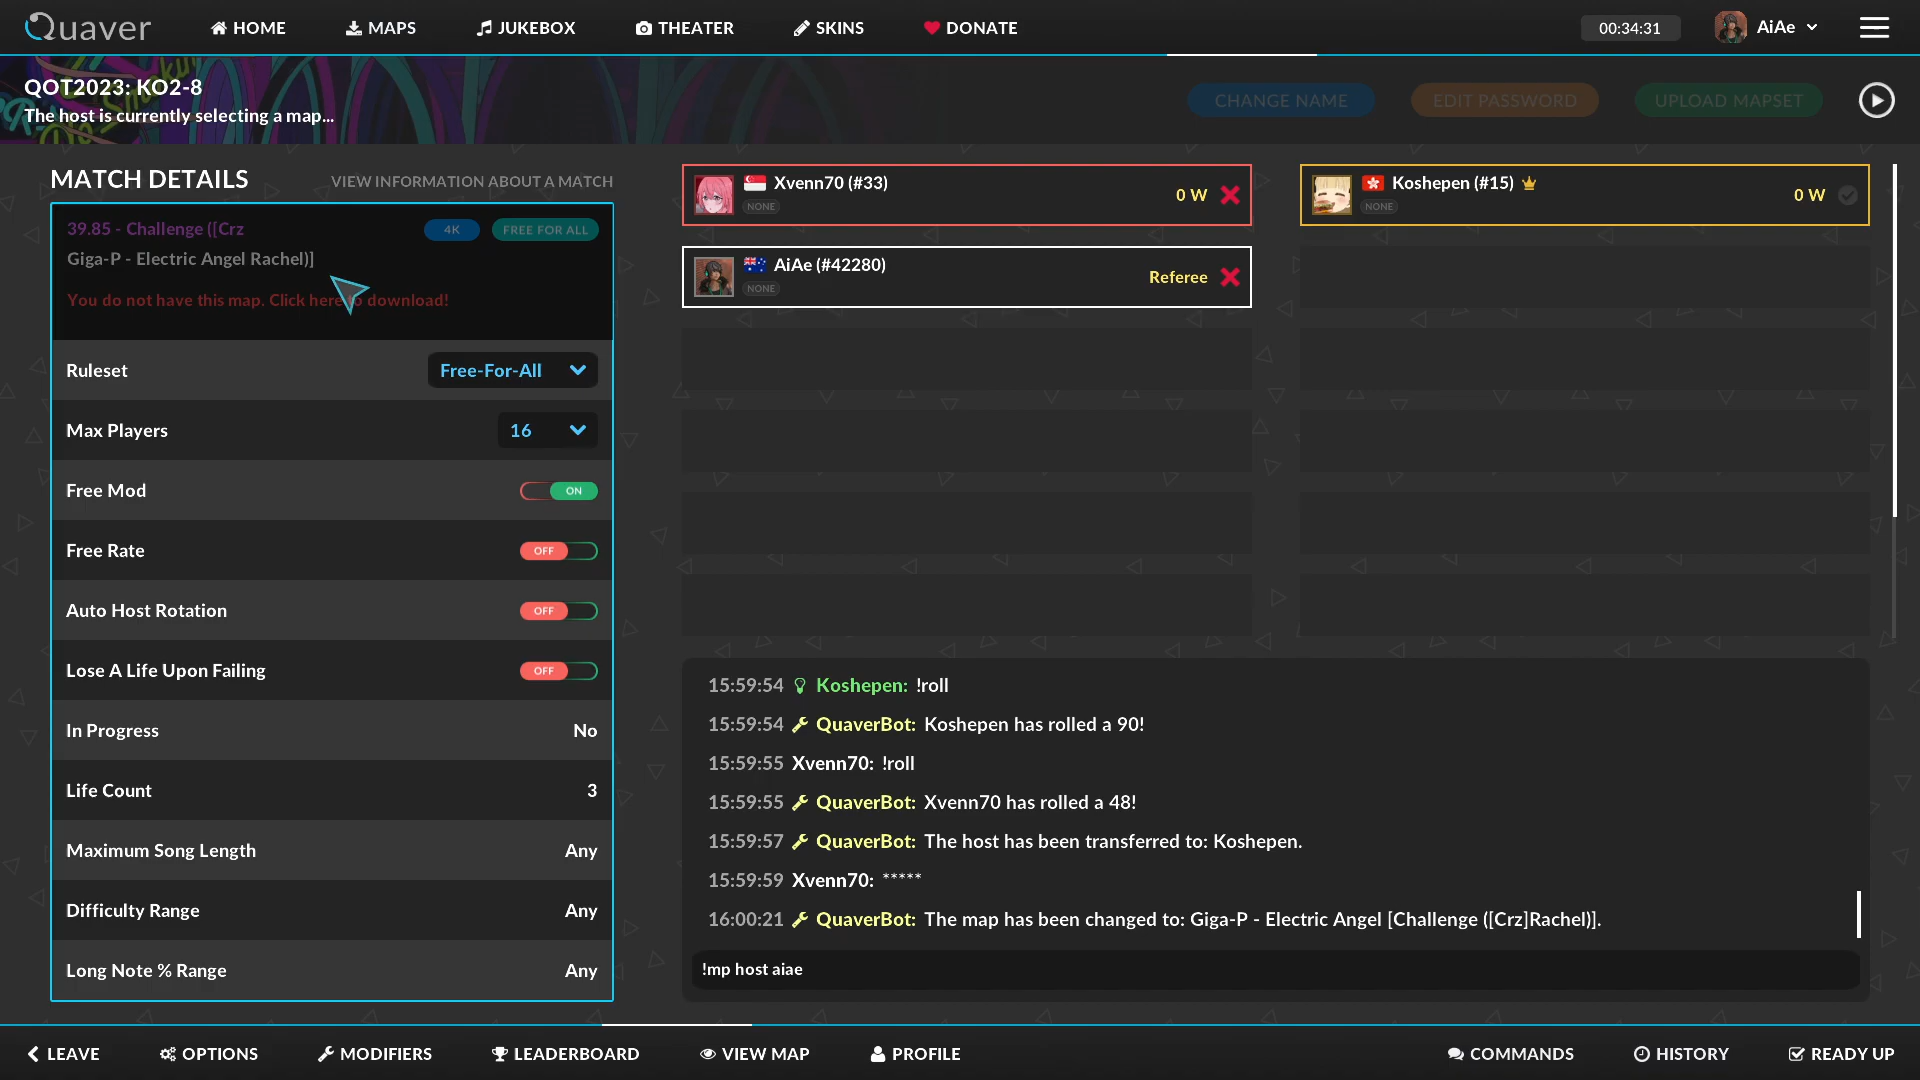 Quaver
HOME
MAPS
JUKEBOX
THEATER
SKINS
DONATE
00:34:31
AiAe
QOT2023: KO2-8
The host is currently selecting a map...
CHANGE NAME
EDIT PASSWORD
UPLOAD MAPSET
MATCH DETAILS
VIEW INFORMATION ABOUT A MATCH
39.85 - Challenge ([Crz
4K
FREE FOR ALL
Giga-P - Electric Angel Rachel)]
You do not have this map. Click here to download!
Ruleset
Free-For-All
Max Players
16
Free Mod
ON
Free Rate
OFF
Auto Host Rotation
OFF
Lose A Life Upon Failing
OFF
In Progress
No
Life Count
3
Maximum Song Length
Any
Difficulty Range
Any
Long Note % Range
Any
Xvenn70 (#33)
NONE
0 W
Koshepen (#15)
NONE
0 W
AiAe (#42280)
NONE
Referee
15:59:54 Koshepen: !roll
15:59:54 QuaverBot: Koshepen has rolled a 90!
15:59:55 Xvenn70: !roll
15:59:55 QuaverBot: Xvenn70 has rolled a 48!
15:59:57 QuaverBot: The host has been transferred to: Koshepen.
15:59:59 Xvenn70: *****
16:00:21 QuaverBot: The map has been changed to: Giga-P - Electric Angel [Challenge ([Crz]Rachel)].
!mp host aiae
LEAVE
OPTIONS
MODIFIERS
LEADERBOARD
VIEW MAP
PROFILE
COMMANDS
HISTORY
READY UP